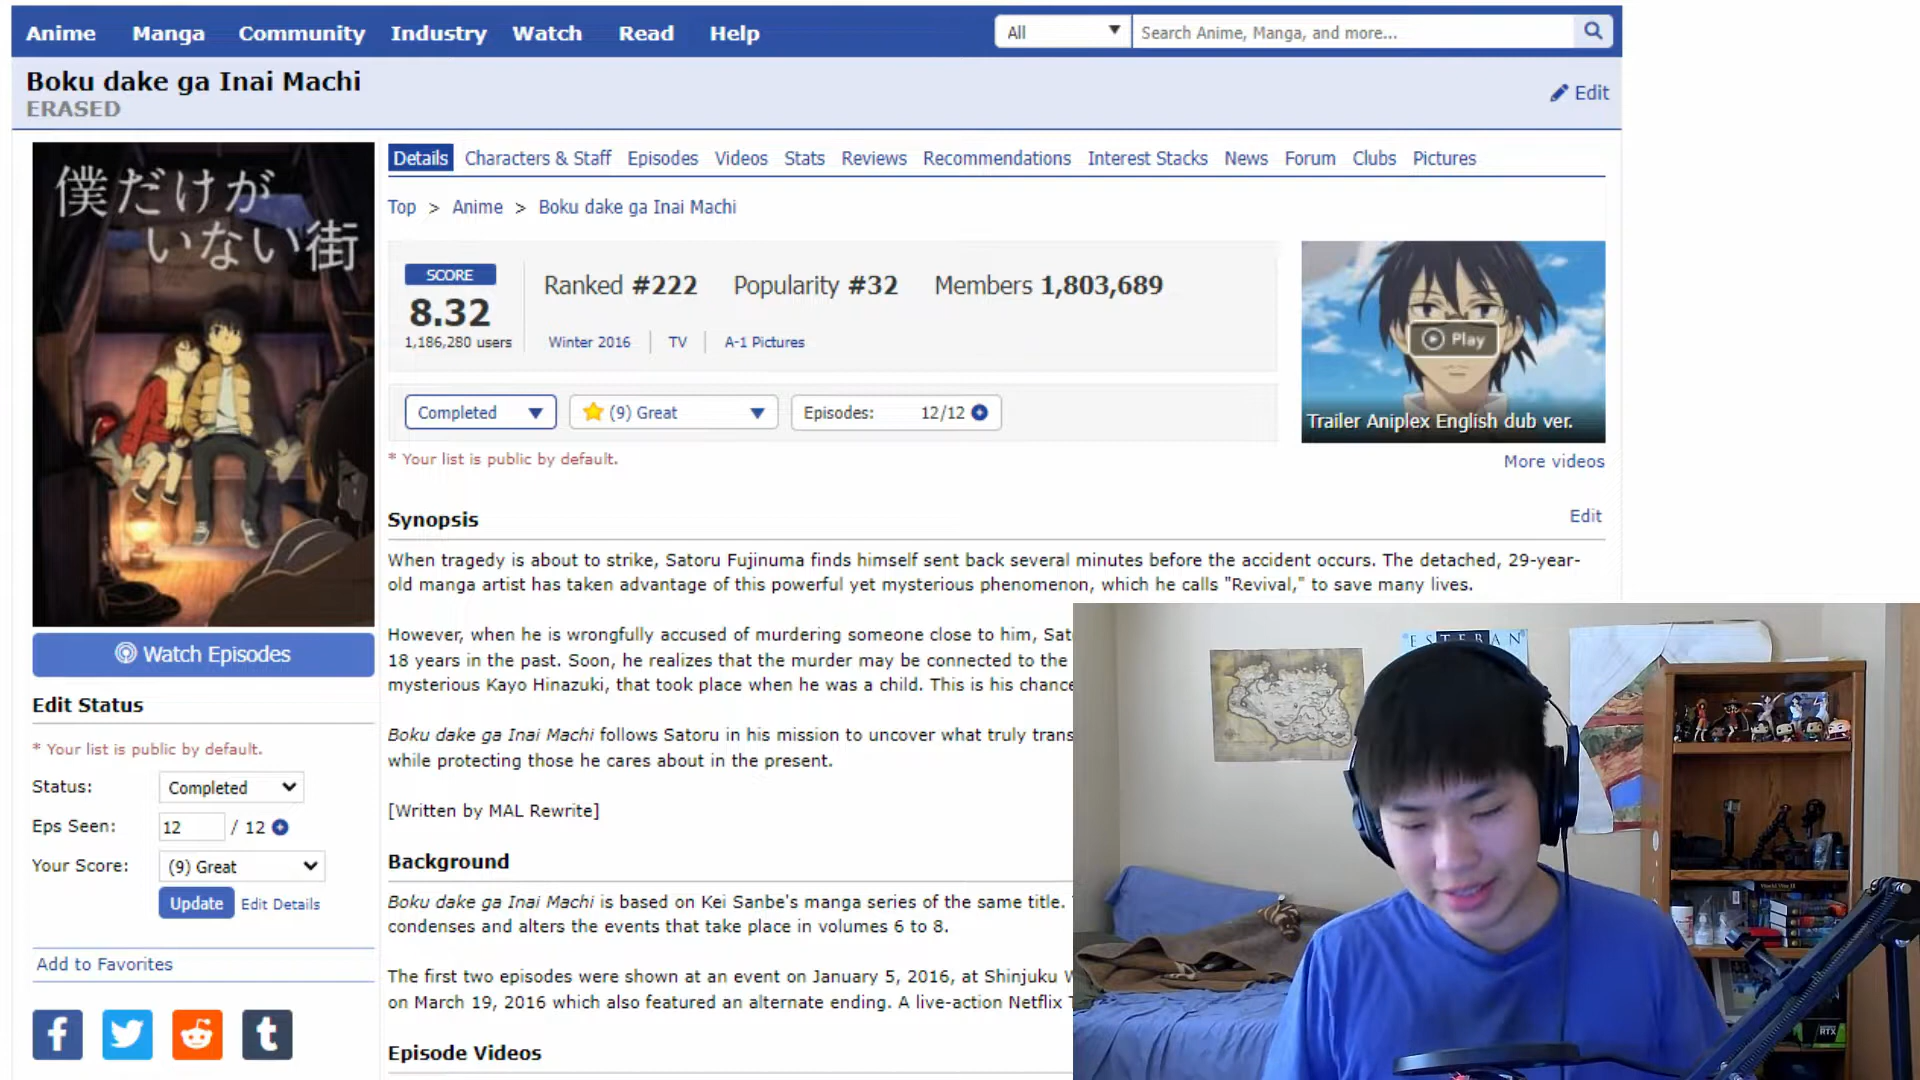 Anime Manga Community Industry Watch Read Help All Search Anime, Manga, and more...
Boku dake ga Inai Machi
ERASED
Edit
僕だけが
いない街
Details Characters & Staff Episodes Videos Stats Reviews Recommendations Interest Stacks News Forum Clubs Pictures
Top > Anime > Boku dake ga Inai Machi
SCORE
8.32
1,186,280 users
Ranked #222 Popularity #32 Members 1,803,689
Winter 2016 TV A-1 Pictures
Completed (9) Great Episodes: 12/12
* Your list is public by default.
Play
Trailer Aniplex English dub ver.
More videos
Synopsis
Edit
When tragedy is about to strike, Satoru Fujinuma finds himself sent back several minutes before the accident occurs. The detached, 29-year-
old manga artist has taken advantage of this powerful yet mysterious phenomenon, which he calls "Revival," to save many lives.
However, when he is wrongfully accused of murdering someone close to him, Sat
18 years in the past. Soon, he realizes that the murder may be connected to the
mysterious Kayo Hinazuki, that took place when he was a child. This is his chance
Boku dake ga Inai Machi follows Satoru in his mission to uncover what truly trans
while protecting those he cares about in the present.
[Written by MAL Rewrite]
Background
Boku dake ga Inai Machi is based on Kei Sanbe's manga series of the same title.
condenses and alters the events that take place in volumes 6 to 8.
The first two episodes were shown at an event on January 5, 2016, at Shinjuku W
on March 19, 2016 which also featured an alternate ending. A live-action Netflix T
Episode Videos
Watch Episodes
Edit Status
* Your list is public by default.
Status: Completed
Eps Seen: 12 / 12
Your Score: (9) Great
Update Edit Details
Add to Favorites
f
t
ESTEBAN
World War II
RTX